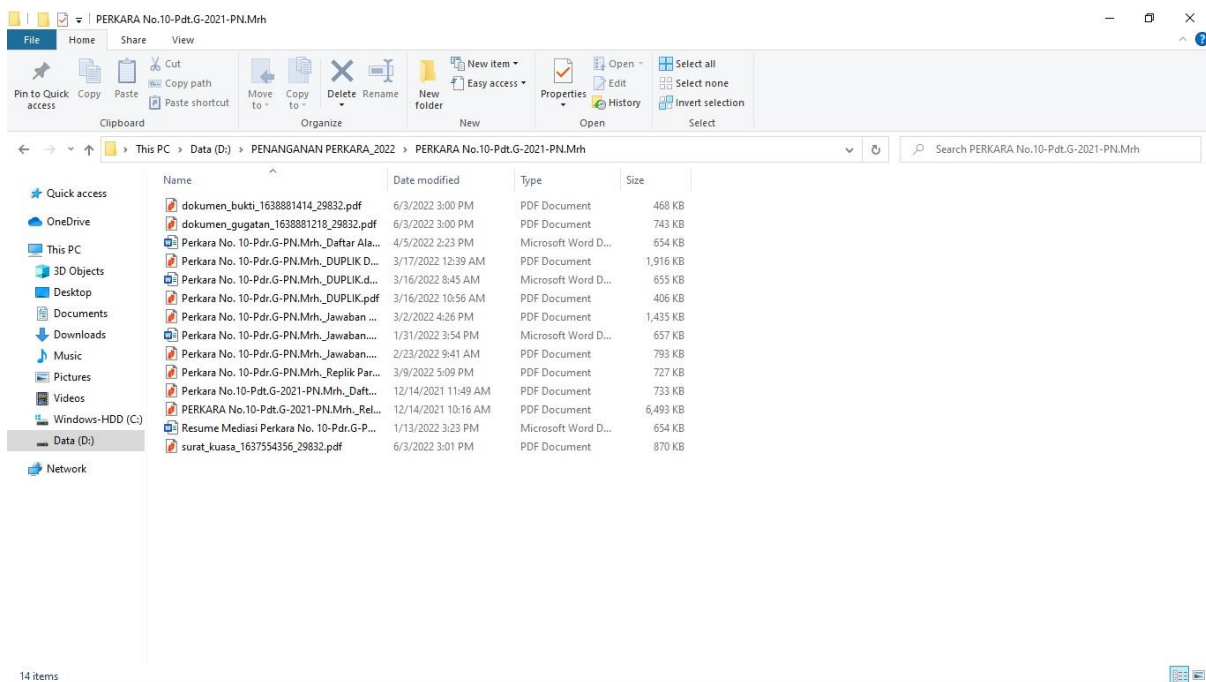 PERKARA No.10-Pdt.G-2021-PN.Mrh
File Home Share View
Pin to Quick access
Copy
Paste
Cut
Copy path
Paste shortcut
Move to
Copy to
Delete
Rename
New folder
New item
Easy access
Properties
Open
Edit
History
Select all
Select none
Invert selection
Clipboard Organize New Open Select
This PC > Data (D:) > PENANGANAN PERKARA_2022 > PERKARA No.10-Pdt.G-2021-PN.Mrh
Search PERKARA No.10-Pdt.G-2021-PN.Mrh
Quick access
OneDrive
This PC
3D Objects
Desktop
Documents
Downloads
Music
Pictures
Videos
Windows-HDD (C:)
Data (D:)
Network
Name Date modified Type Size
dokumen_bukti_1638881414_29832.pdf 6/3/2022 3:00 PM PDF Document 468 KB
dokumen_gugatan_1638881218_29832.pdf 6/3/2022 3:00 PM PDF Document 743 KB
Perkara No. 10-Pdr.G-PN.Mrh._Daftar Ala... 4/5/2022 2:23 PM Microsoft Word D... 654 KB
Perkara No. 10-Pdr.G-PN.Mrh._DUPLIK D... 3/17/2022 12:39 AM PDF Document 1,916 KB
Perkara No. 10-Pdr.G-PN.Mrh._DUPLIK.d... 3/16/2022 8:45 AM Microsoft Word D... 655 KB
Perkara No. 10-Pdr.G-PN.Mrh._DUPLIK.pdf 3/16/2022 10:56 AM PDF Document 406 KB
Perkara No. 10-Pdr.G-PN.Mrh._Jawaban ... 3/2/2022 4:26 PM PDF Document 1,435 KB
Perkara No. 10-Pdr.G-PN.Mrh._Jawaban.... 1/31/2022 3:54 PM Microsoft Word D... 657 KB
Perkara No. 10-Pdr.G-PN.Mrh._Jawaban.... 2/23/2022 9:41 AM PDF Document 793 KB
Perkara No. 10-Pdr.G-PN.Mrh._Replik Par... 3/9/2022 5:09 PM PDF Document 727 KB
Perkara No.10-Pdt.G-2021-PN.Mrh._Daft... 12/14/2021 11:49 AM PDF Document 733 KB
PERKARA No.10-Pdt.G-2021-PN.Mrh._Rel... 12/14/2021 10:16 AM PDF Document 6,493 KB
Resume Mediasi Perkara No. 10-Pdr.G-P... 1/13/2022 3:23 PM Microsoft Word D... 654 KB
surat_kuasa_1637554356_29832.pdf 6/3/2022 3:01 PM PDF Document 870 KB
14 items